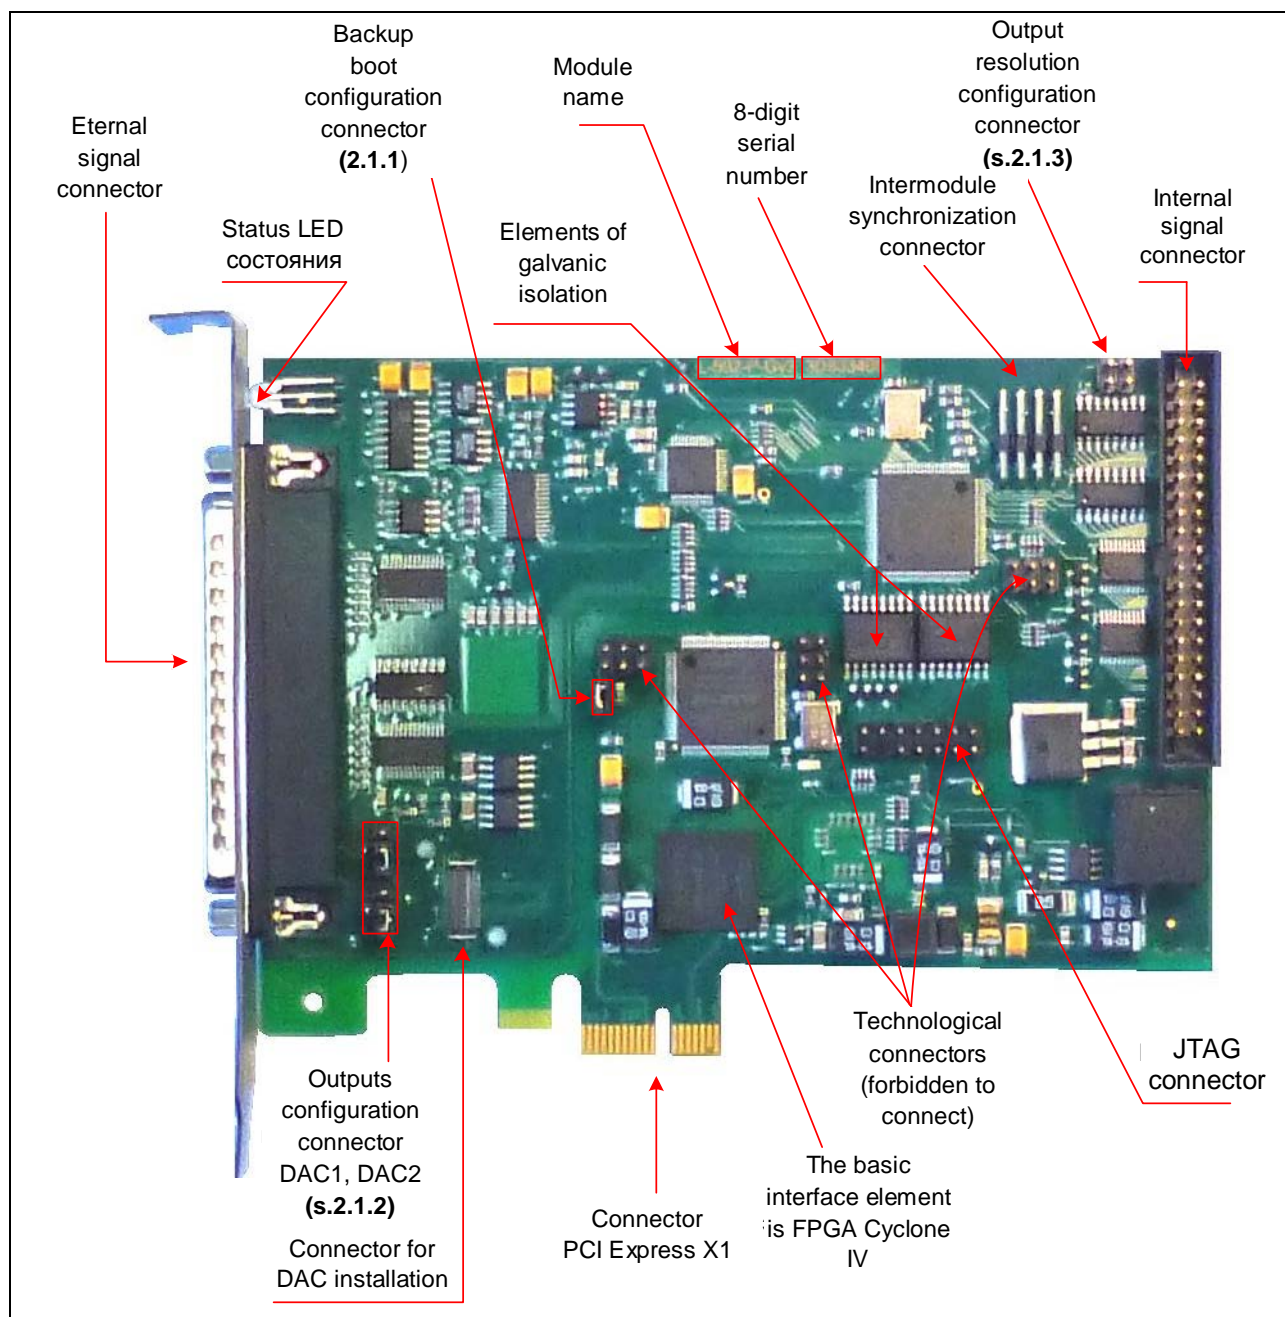 Backup
boot
configuration
connector
(2.1.1)
Module
name
8-digit
serial
number
Output
resolution
configuration
connector
(s.2.1.3)
Eternal
signal
connector
Status LED
состояния
Elements of
galvanic
isolation
Intermodule
synchronization
connector
Internal
signal
connector
Outputs
configuration
connector
DAC1, DAC2
(s.2.1.2)
Connector for
DAC installation
Connector
PCI Express X1
The basic
interface element
is FPGA Cyclone
IV
Technological
connectors
(forbidden to
connect)
JTAG
connector